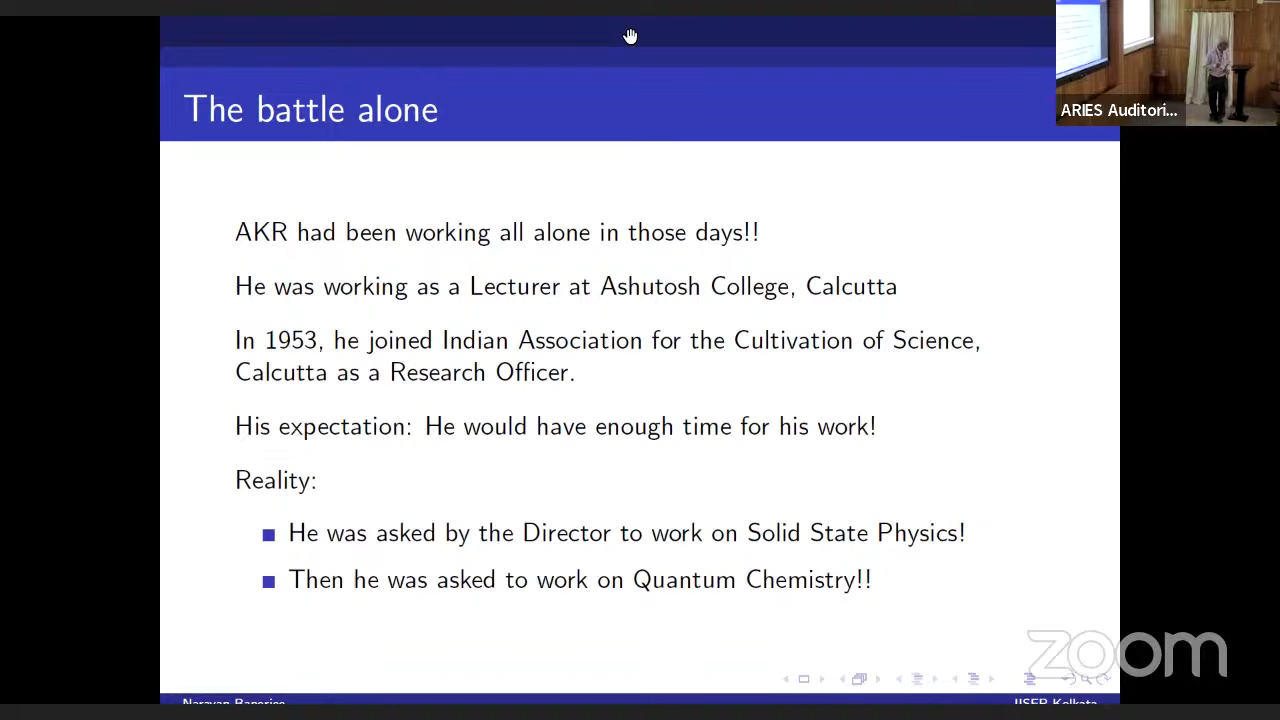 The battle alone
ARIES Auditori...
AKR had been working all alone in those days!!
He was working as a Lecturer at Ashutosh College, Calcutta
In 1953, he joined Indian Association for the Cultivation of Science,
Calcutta as a Research Officer.
His expectation: He would have enough time for his work!
Reality:
He was asked by the Director to work on Solid State Physics!
Then he was asked to work on Quantum Chemistry!!
zoom
Narayan Banerjee
IISER Kolkata